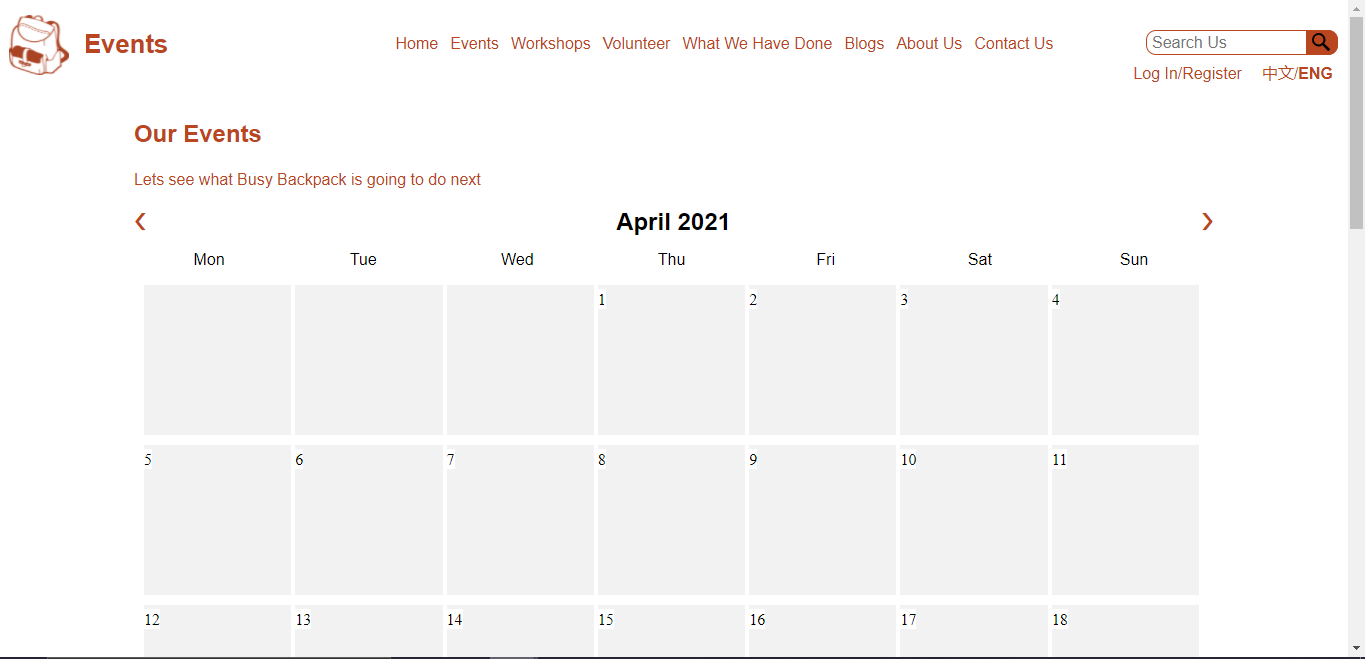 Events
Home Events Workshops Volunteer What We Have Done Blogs About Us Contact Us
Search Us
Log In/Register 中文/ENG
Our Events
Lets see what Busy Backpack is going to do next
‹ April 2021 ›
Mon Tue Wed Thu Fri Sat Sun
1 2 3 4
5 6 7 8 9 10 11
12 13 14 15 16 17 18